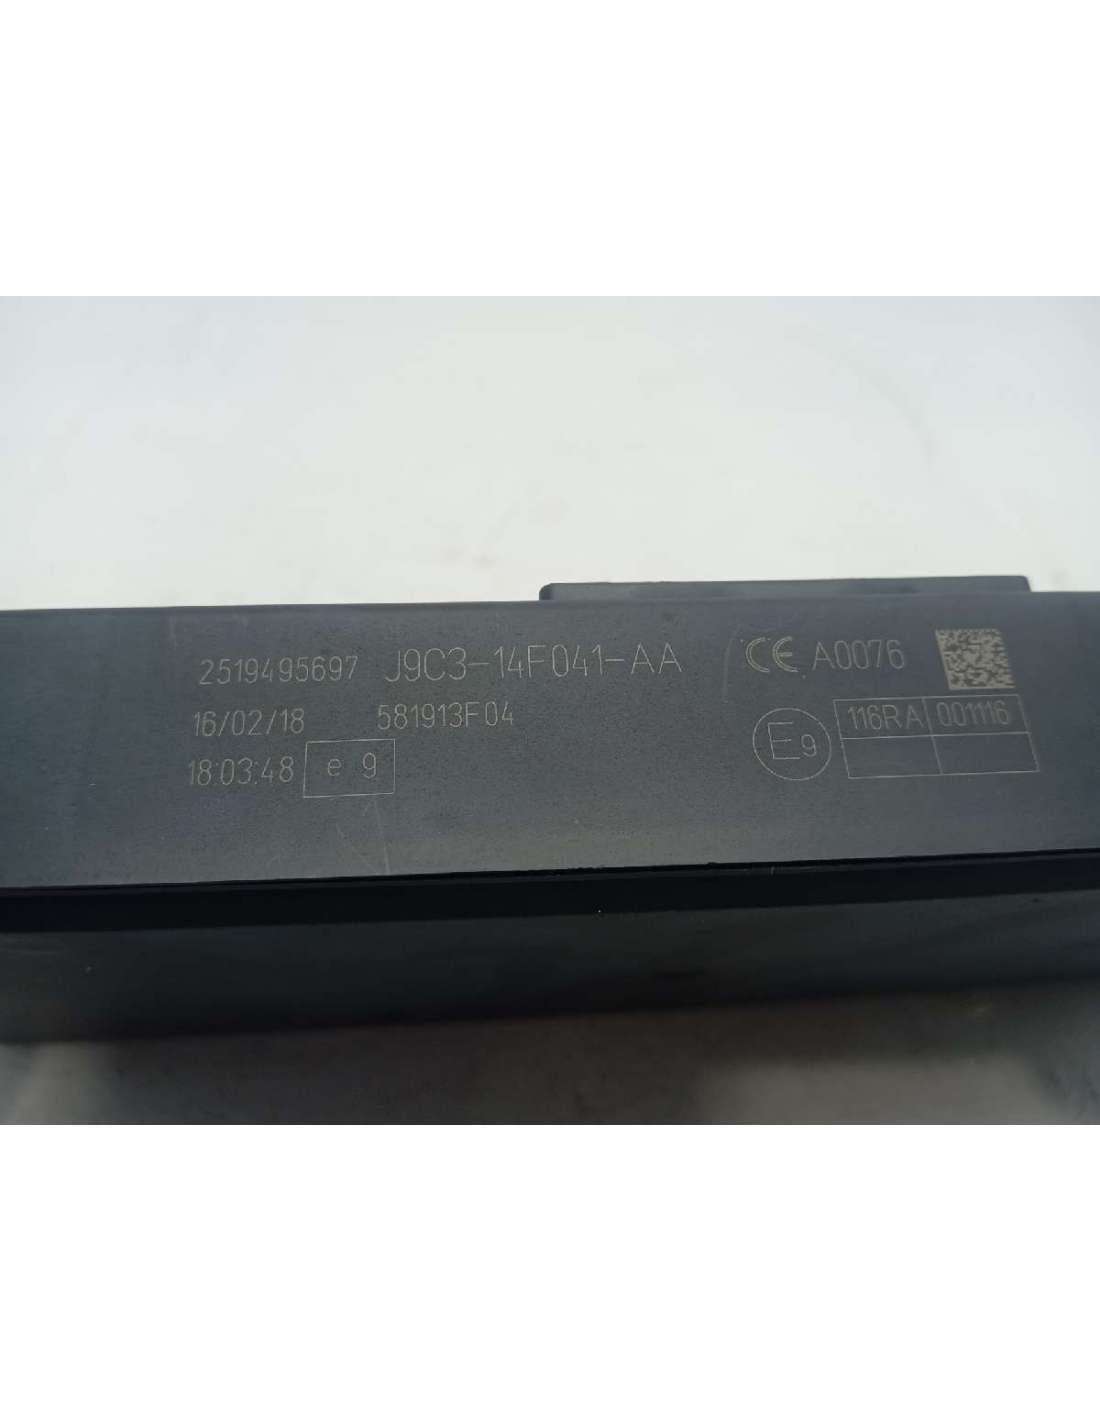 2519495697 J9C3-14F041-AA CE A0076
16/02/18 581913F04
18:03:48 e 9
E9 116RA 001116